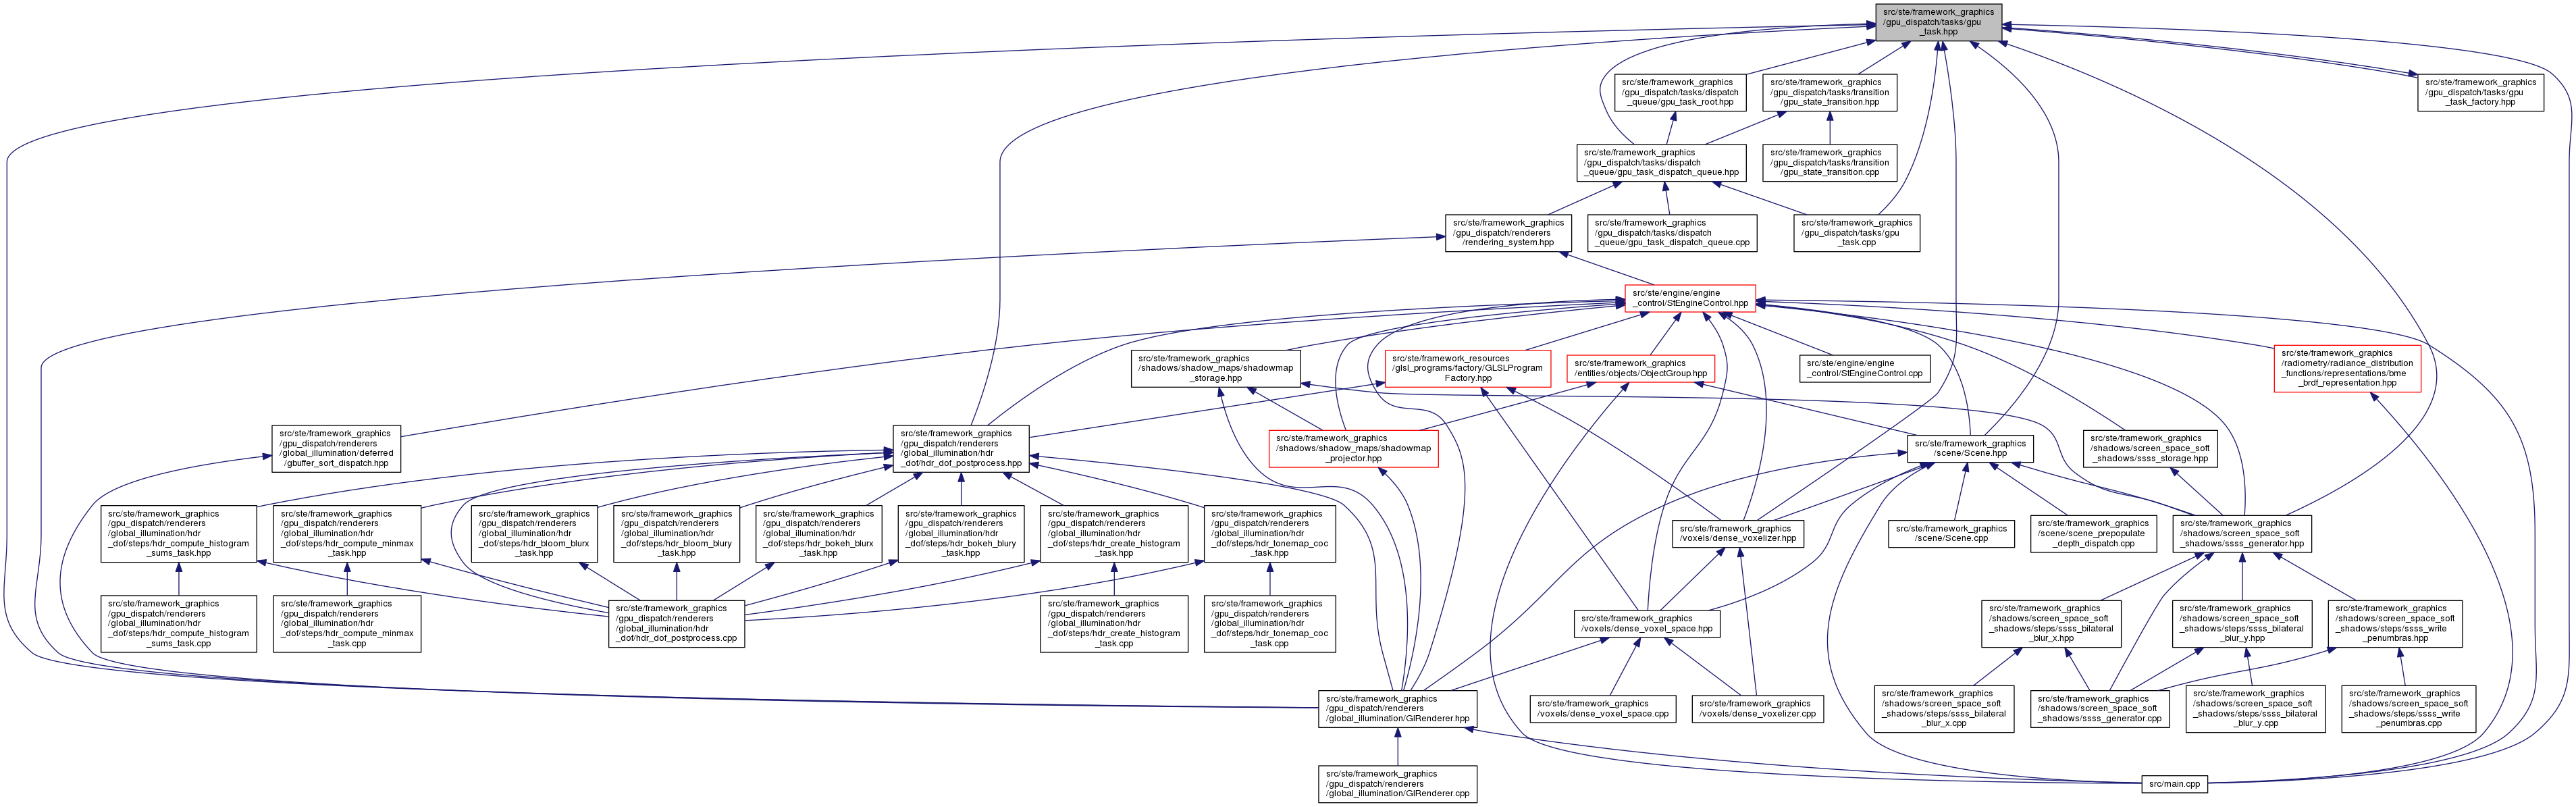 src/ste/framework_graphics
/gpu_dispatch/tasks/gpu
_task.hpp
src/ste/framework_graphics
/gpu_dispatch/tasks/dispatch
_queue/gpu_task_root.hpp
src/ste/framework_graphics
/gpu_dispatch/tasks/transition
/gpu_state_transition.hpp
src/ste/framework_graphics
/gpu_dispatch/tasks/gpu
_task_factory.hpp
src/ste/framework_graphics
/gpu_dispatch/tasks/dispatch
_queue/gpu_task_dispatch_queue.hpp
src/ste/framework_graphics
/gpu_dispatch/tasks/transition
/gpu_state_transition.cpp
src/ste/framework_graphics
/gpu_dispatch/renderers
/rendering_system.hpp
src/ste/framework_graphics
/gpu_dispatch/tasks/dispatch
_queue/gpu_task_dispatch_queue.cpp
src/ste/framework_graphics
/gpu_dispatch/tasks/gpu
_task.cpp
src/ste/engine/engine
_control/StEngineControl.hpp
src/ste/framework_graphics
/shadows/shadow_maps/shadowmap
_storage.hpp
src/ste/framework_resources
/glsl_programs/factory/GLSLProgram
Factory.hpp
src/ste/framework_graphics
/entities/objects/ObjectGroup.hpp
src/ste/engine/engine
_control/StEngineControl.cpp
src/ste/framework_graphics
/radiometry/radiance_distribution
_functions/representations/bme
_brdf_representation.hpp
src/ste/framework_graphics
/gpu_dispatch/renderers
/global_illumination/deferred
/gbuffer_sort_dispatch.hpp
src/ste/framework_graphics
/gpu_dispatch/renderers
/global_illumination/hdr
_dof/hdr_dof_postprocess.hpp
src/ste/framework_graphics
/shadows/shadow_maps/shadowmap
_projector.hpp
src/ste/framework_graphics
/scene/Scene.hpp
src/ste/framework_graphics
/shadows/screen_space_soft
_shadows/ssss_storage.hpp
src/ste/framework_graphics
/gpu_dispatch/renderers
/global_illumination/hdr
_dof/steps/hdr_compute_histogram
_sums_task.hpp
src/ste/framework_graphics
/gpu_dispatch/renderers
/global_illumination/hdr
_dof/steps/hdr_compute_minmax
_task.hpp
src/ste/framework_graphics
/gpu_dispatch/renderers
/global_illumination/hdr
_dof/steps/hdr_bloom_blurx
_task.hpp
src/ste/framework_graphics
/gpu_dispatch/renderers
/global_illumination/hdr
_dof/steps/hdr_bloom_blury
_task.hpp
src/ste/framework_graphics
/gpu_dispatch/renderers
/global_illumination/hdr
_dof/steps/hdr_bokeh_blurx
_task.hpp
src/ste/framework_graphics
/gpu_dispatch/renderers
/global_illumination/hdr
_dof/steps/hdr_bokeh_blury
_task.hpp
src/ste/framework_graphics
/gpu_dispatch/renderers
/global_illumination/hdr
_dof/steps/hdr_create_histogram
_task.hpp
src/ste/framework_graphics
/gpu_dispatch/renderers
/global_illumination/hdr
_dof/steps/hdr_tonemap_coc
_task.hpp
src/ste/framework_graphics
/voxels/dense_voxelizer.hpp
src/ste/framework_graphics
/scene/Scene.cpp
src/ste/framework_graphics
/scene/scene_prepopulate
_depth_dispatch.cpp
src/ste/framework_graphics
/shadows/screen_space_soft
_shadows/ssss_generator.hpp
src/ste/framework_graphics
/gpu_dispatch/renderers
/global_illumination/hdr
_dof/steps/hdr_compute_histogram
_sums_task.cpp
src/ste/framework_graphics
/gpu_dispatch/renderers
/global_illumination/hdr
_dof/steps/hdr_compute_minmax
_task.cpp
src/ste/framework_graphics
/gpu_dispatch/renderers
/global_illumination/hdr
_dof/hdr_dof_postprocess.cpp
src/ste/framework_graphics
/gpu_dispatch/renderers
/global_illumination/hdr
_dof/steps/hdr_create_histogram
_task.cpp
src/ste/framework_graphics
/gpu_dispatch/renderers
/global_illumination/hdr
_dof/steps/hdr_tonemap_coc
_task.cpp
src/ste/framework_graphics
/voxels/dense_voxel_space.hpp
src/ste/framework_graphics
/shadows/screen_space_soft
_shadows/steps/ssss_bilateral
_blur_x.hpp
src/ste/framework_graphics
/shadows/screen_space_soft
_shadows/steps/ssss_bilateral
_blur_y.hpp
src/ste/framework_graphics
/shadows/screen_space_soft
_shadows/steps/ssss_write
_penumbras.hpp
src/ste/framework_graphics
/gpu_dispatch/renderers
/global_illumination/GIRenderer.hpp
src/ste/framework_graphics
/voxels/dense_voxel_space.cpp
src/ste/framework_graphics
/voxels/dense_voxelizer.cpp
src/ste/framework_graphics
/shadows/screen_space_soft
_shadows/steps/ssss_bilateral
_blur_x.cpp
src/ste/framework_graphics
/shadows/screen_space_soft
_shadows/ssss_generator.cpp
src/ste/framework_graphics
/shadows/screen_space_soft
_shadows/steps/ssss_bilateral
_blur_y.cpp
src/ste/framework_graphics
/shadows/screen_space_soft
_shadows/steps/ssss_write
_penumbras.cpp
src/ste/framework_graphics
/gpu_dispatch/renderers
/global_illumination/GIRenderer.cpp
src/main.cpp